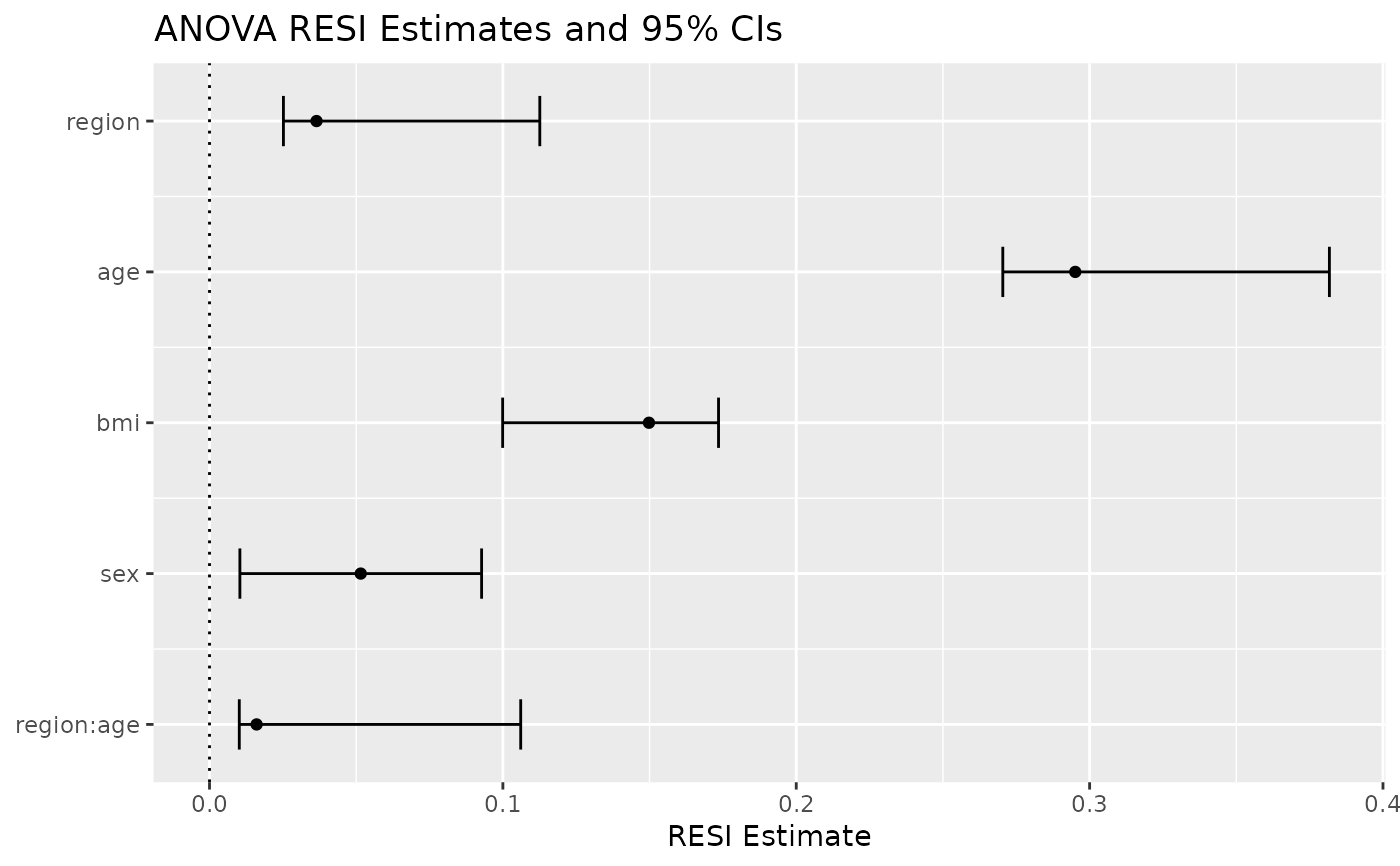 ANOVA RESI Estimates and 95% CIs
region
age
bmi
sex
region:age
0.0 0.1 0.2 0.3 0.4
RESI Estimate